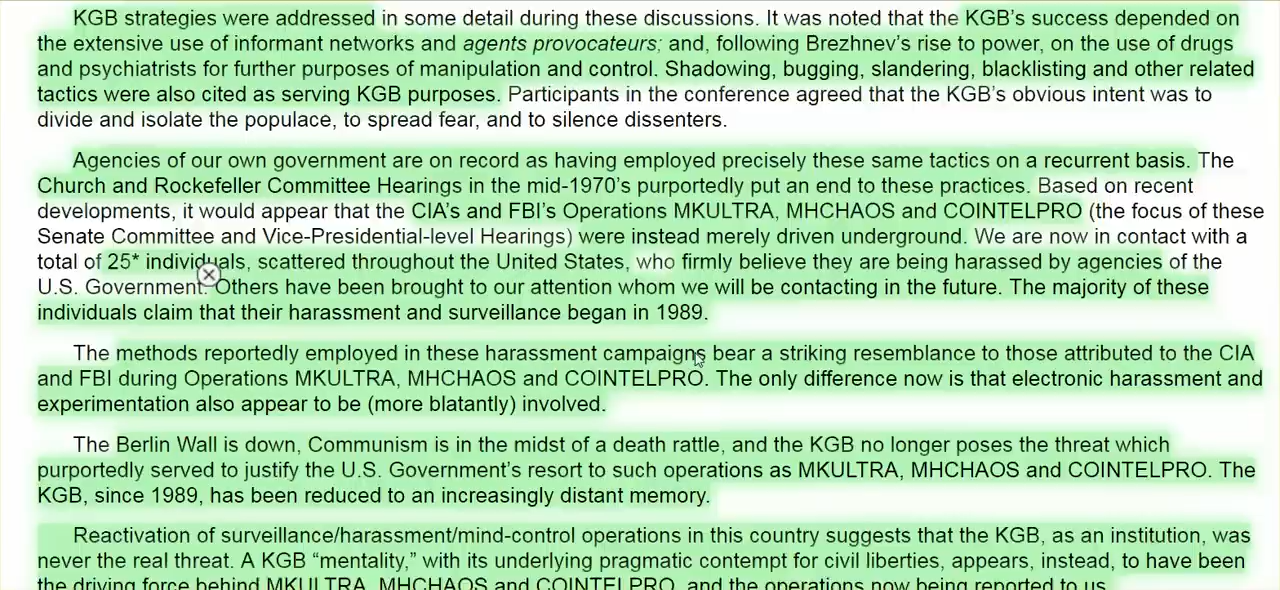 KGB strategies were addressed in some detail during these discussions. It was noted that the KGB’s success depended on
the extensive use of informant networks and agents provocateurs; and, following Brezhnev’s rise to power, on the use of drugs
and psychiatrists for further purposes of manipulation and control. Shadowing, bugging, slandering, blacklisting and other related
tactics were also cited as serving KGB purposes. Participants in the conference agreed that the KGB’s obvious intent was to
divide and isolate the populace, to spread fear, and to silence dissenters.
Agencies of our own government are on record as having employed precisely these same tactics on a recurrent basis. The
Church and Rockefeller Committee Hearings in the mid-1970’s purportedly put an end to these practices. Based on recent
developments, it would appear that the CIA’s and FBI’s Operations MKULTRA, MHCHAOS and COINTELPRO (the focus of these
Senate Committee and Vice-Presidential-level Hearings) were instead merely driven underground. We are now in contact with a
total of 25* individuals, scattered throughout the United States, who firmly believe they are being harassed by agencies of the
U.S. Government. Others have been brought to our attention whom we will be contacting in the future. The majority of these
individuals claim that their harassment and surveillance began in 1989.
The methods reportedly employed in these harassment campaigns bear a striking resemblance to those attributed to the CIA
and FBI during Operations MKULTRA, MHCHAOS and COINTELPRO. The only difference now is that electronic harassment and
experimentation also appear to be (more blatantly) involved.
The Berlin Wall is down, Communism is in the midst of a death rattle, and the KGB no longer poses the threat which
purportedly served to justify the U.S. Government’s resort to such operations as MKULTRA, MHCHAOS and COINTELPRO. The
KGB, since 1989, has been reduced to an increasingly distant memory.
Reactivation of surveillance/harassment/mind-control operations in this country suggests that the KGB, as an institution, was
never the real threat. A KGB “mentality,” with its underlying pragmatic contempt for civil liberties, appears, instead, to have been
the driving force behind MKULTRA, MHCHAOS and COINTELPRO, and the operations now being reported to us.